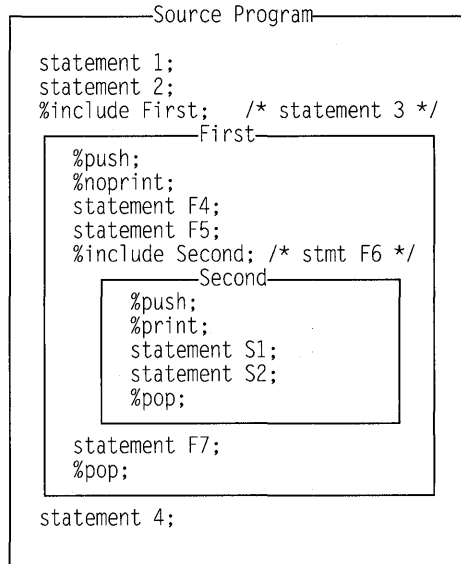 Source Program
statement 1;
statement 2;
%include First; /* statement 3 */
First
%push;
%noprint;
statement F4;
statement F5;
%include Second; /* stmt F6 */
Second
%push;
%print;
statement S1;
statement S2;
%pop;
statement F7;
%pop;
statement 4;